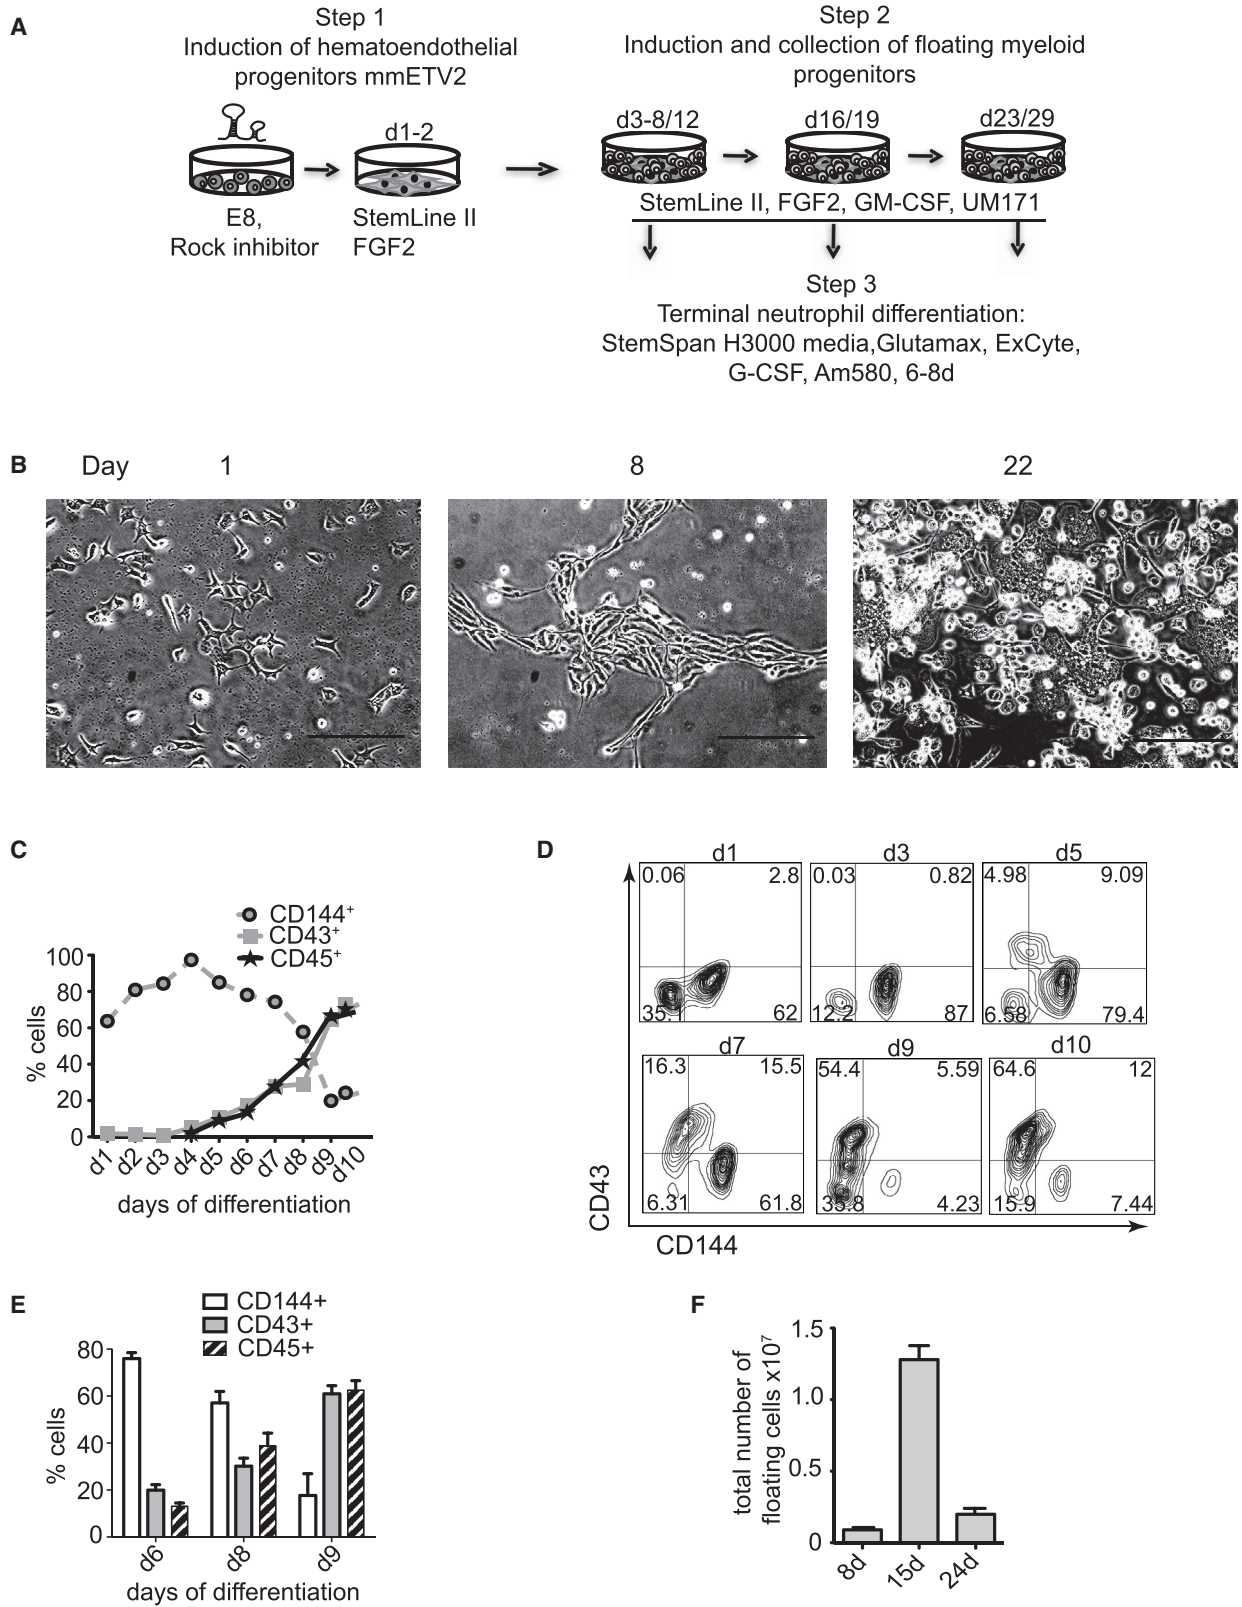 A
Step 1
Induction of hematoendothelial
progenitors mmETV2
Step 2
Induction and collection of floating myeloid
progenitors
d1-2
d3-8/12
d16/19
d23/29
E8,
Rock inhibitor
StemLine II
FGF2
StemLine II, FGF2, GM-CSF, UM171
Step 3
Terminal neutrophil differentiation:
StemSpan H3000 media,Glutamax, ExCyte,
G-CSF, Am580, 6-8d
B
Day 1 8 22
C
CD144+
CD43+
CD45+
100
80
60
40
20
0
% cells
d1 d2 d3 d4 d5 d6 d7 d8 d9 d10
days of differentiation
D
d1 d3 d5
0.06 2.8 0.03 0.82 4.98 9.09
35. 62 12.2 87 6.58 79.4
d7 d9 d10
16.3 15.5 54.4 5.59 64.6 12
6.31 61.8 35.8 4.23 15.9 7.44
CD43
CD144
E
CD144+
CD43+
CD45+
80
60
40
20
0
% cells
d6 d8 d9
days of differentiation
F
1.5
1.0
0.5
0
total number of
floating cells x10⁷
8d 15d 24d